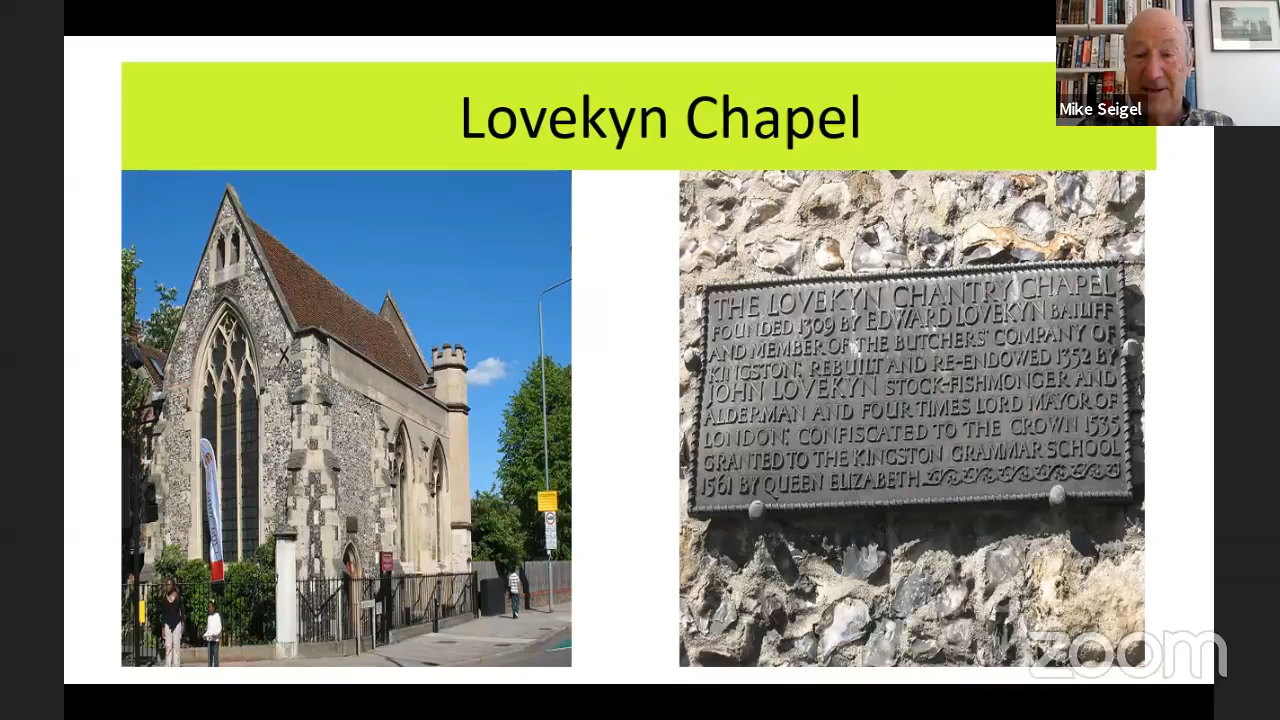 Lovekyn Chapel
Mike Seigel
THE LOVEKYN CHANTRY CHAPEL
FOUNDED 1309 BY EDWARD LOVEKYN BAILIFF
AND MEMBER OF THE BUTCHERS' COMPANY OF
KINGSTON: REBUILT AND RE-ENDOWED 1352 BY
JOHN LOVEKYN STOCK-FISHMONGER AND
ALDERMAN AND FOUR TIMES LORD MAYOR OF
LONDON: CONFISCATED TO THE CROWN 1535
GRANTED TO THE KINGSTON GRAMMAR SCHOOL
1561 BY QUEEN ELIZABETH
zoom